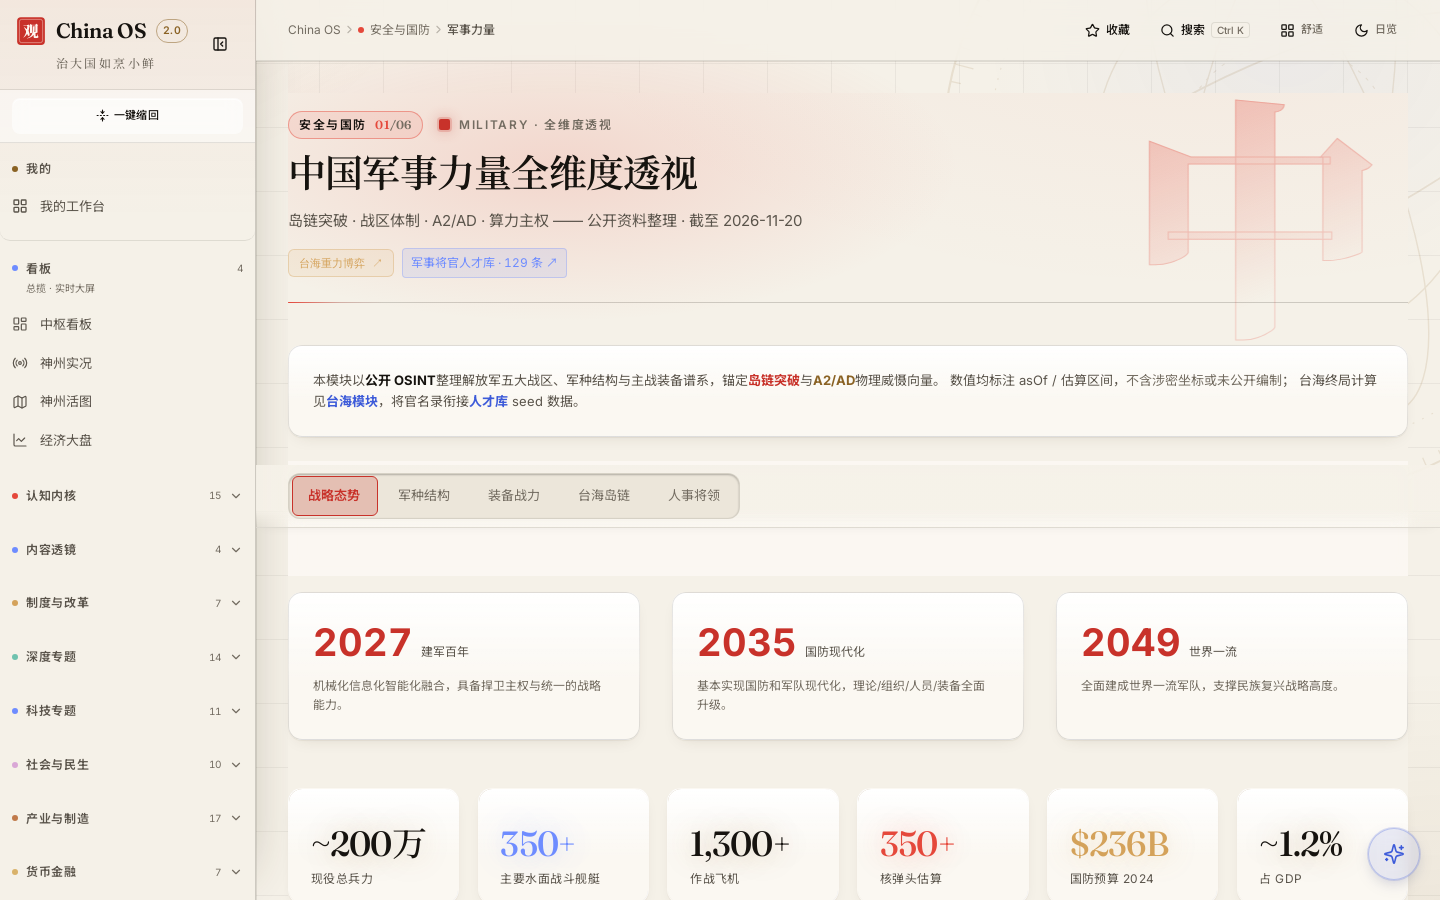 观 China OS 2.0
治大国如烹小鲜
一键缩回
我的
我的工作台
看板 4
总揽 · 实时大屏
中枢看板
神州实况
神州活图
经济大盘
认知内核 15
内容透镜 4
制度与改革 7
深度专题 14
科技专题 11
社会与民生 10
产业与制造 17
货币金融 7
China OS > 安全与国防 > 军事力量
收藏 搜索 Ctrl K 舒适 日览
安全与国防 01/06 MILITARY · 全维度透视
中国军事力量全维度透视
岛链突破 · 战区体制 · A2/AD · 算力主权 —— 公开资料整理 · 截至 2026-11-20
台海重力博弈 ↗ 军事将官人才库 · 129 条 ↗
中
本模块以公开 OSINT整理解放军五大战区、军种结构与主战装备谱系，锚定岛链突破与A2/AD物理威慑向量。 数值均标注 asOf / 估算区间，不含涉密坐标或未公开编制； 台海终局计算
见台海模块，将官名录衔接人才库 seed 数据。
战略态势 军种结构 装备战力 台海岛链 人事将领
2027 建军百年
机械化信息化智能化融合，具备捍卫主权与统一的战略
能力。
2035 国防现代化
基本实现国防和军队现代化，理论/组织/人员/装备全面
升级。
2049 世界一流
全面建成世界一流军队，支撑民族复兴战略高度。
~200万
现役总兵力
350+
主要水面战斗舰艇
1,300+
作战飞机
350+
核弹头估算
$236B
国防预算 2024
~1.2%
占 GDP